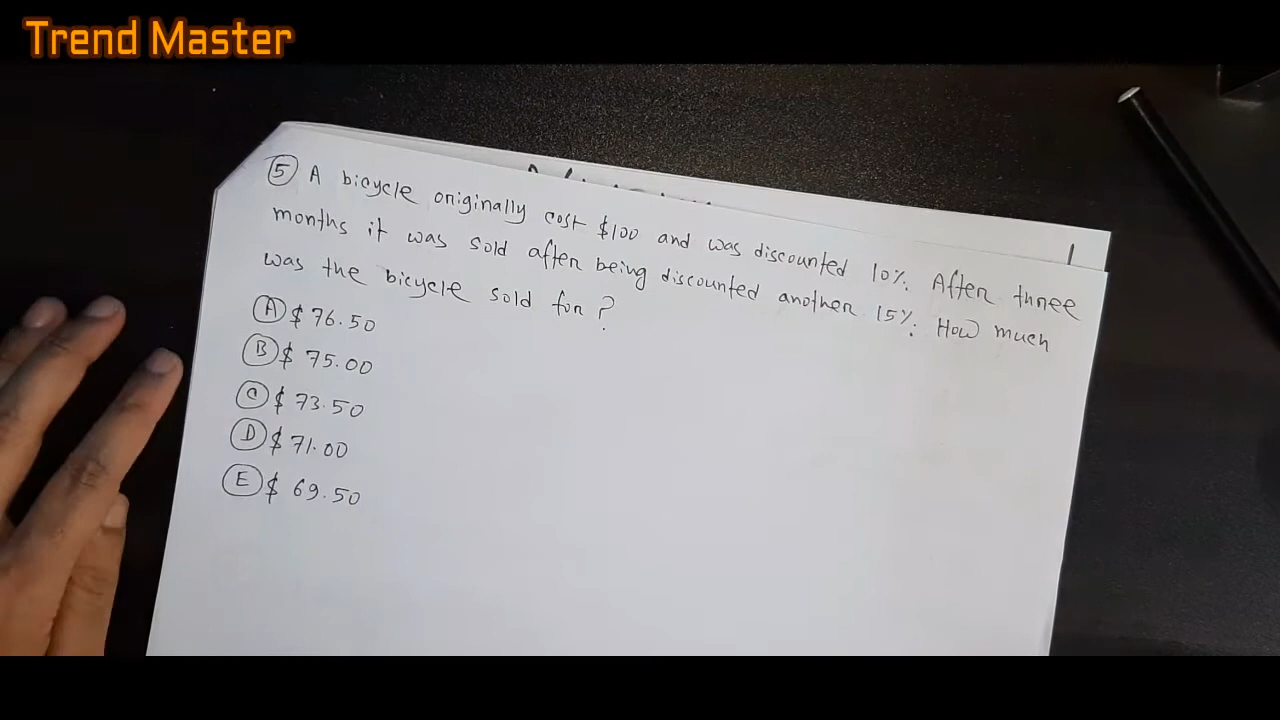 Trend Master
⑤ A bicycle originally cost $100 and was discounted 10%. After three
months it was sold after being discounted another 15%. How much
was the bicycle sold for?
Ⓐ $ 76.50
Ⓑ $ 75.00
Ⓒ $ 73.50
Ⓓ $ 71.00
Ⓔ $ 69.50